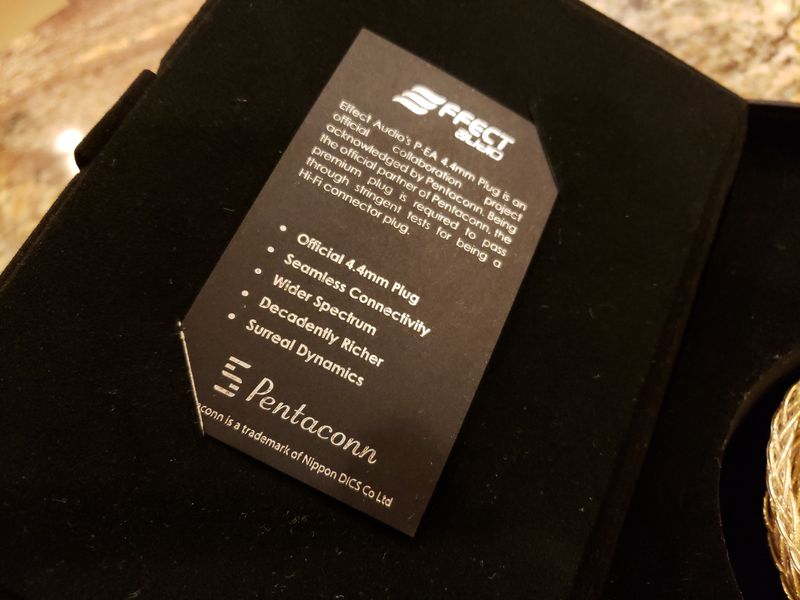 EFFECT
AUDIO
Effect Audio's P-EA 4.4mm Plug is an
official collaboration project
acknowledged by Pentaconn. Being
the official partner of Pentaconn, the
premium plug is required to pass
through stringent tests for being a
Hi-Fi connector plug.
• Official 4.4mm Plug
• Seamless Connectivity
• Wider Spectrum
• Decadently Richer
• Surreal Dynamics
Pentaconn
aconn is a trademark of Nippon DICS Co Ltd